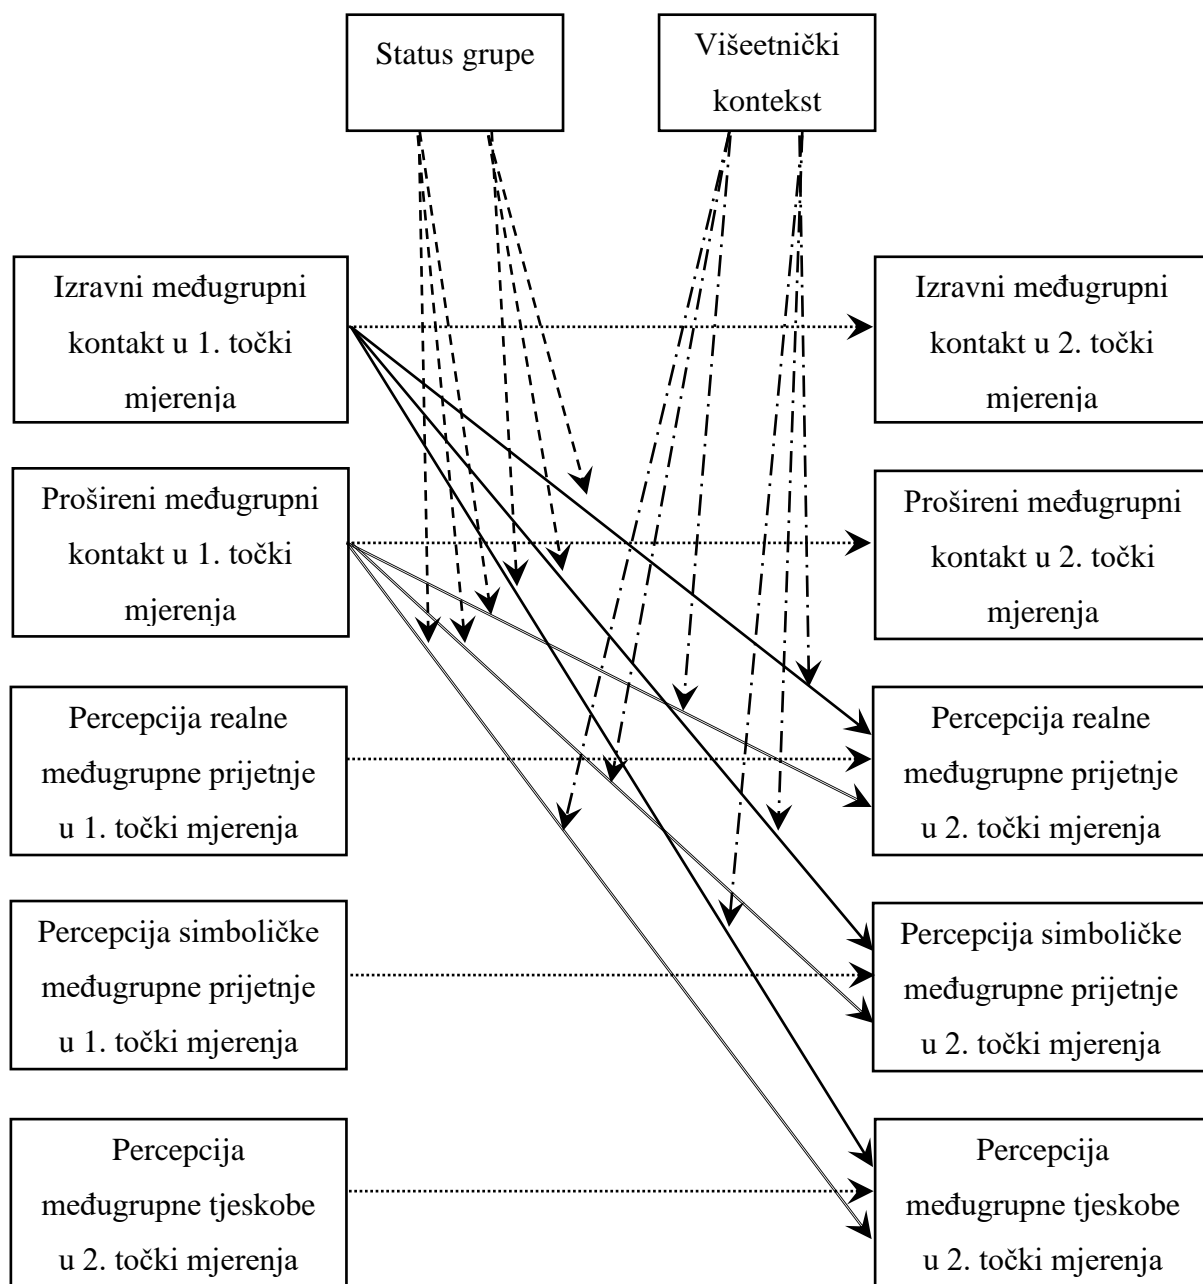 Status grupe
Višeetnički
kontekst
Izravni međugrupni
kontakt u 1. točki
mjerenja
Izravni međugrupni
kontakt u 2. točki
mjerenja
Prošireni međugrupni
kontakt u 1. točki
mjerenja
Prošireni međugrupni
kontakt u 2. točki
mjerenja
Percepcija realne
međugrupne prijetnje
u 1. točki mjerenja
Percepcija realne
međugrupne prijetnje
u 2. točki mjerenja
Percepcija simboličke
međugrupne prijetnje
u 1. točki mjerenja
Percepcija simboličke
međugrupne prijetnje
u 2. točki mjerenja
Percepcija
međugrupne tjeskobe
u 2. točki mjerenja
Percepcija
međugrupne tjeskobe
u 2. točki mjerenja